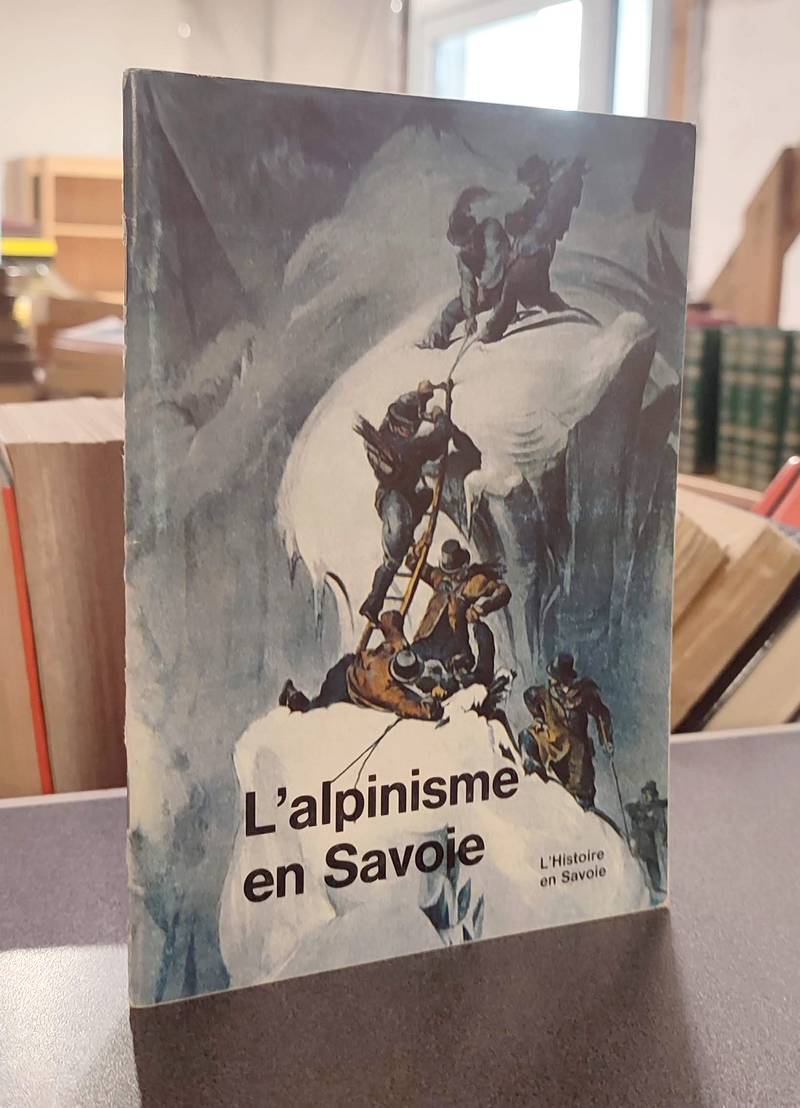 L'alpinisme
en Savoie
L'Histoire
en Savoie